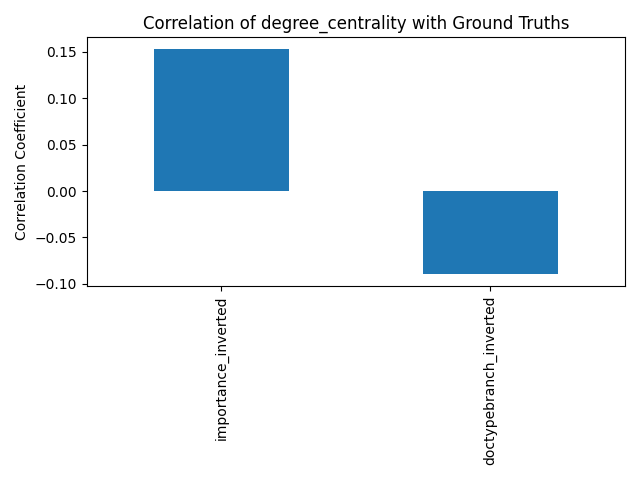 Correlation of degree_centrality with Ground Truths
Correlation Coefficient
0.15
0.10
0.05
0.00
−0.05
−0.10
importance_inverted
doctypebranch_inverted